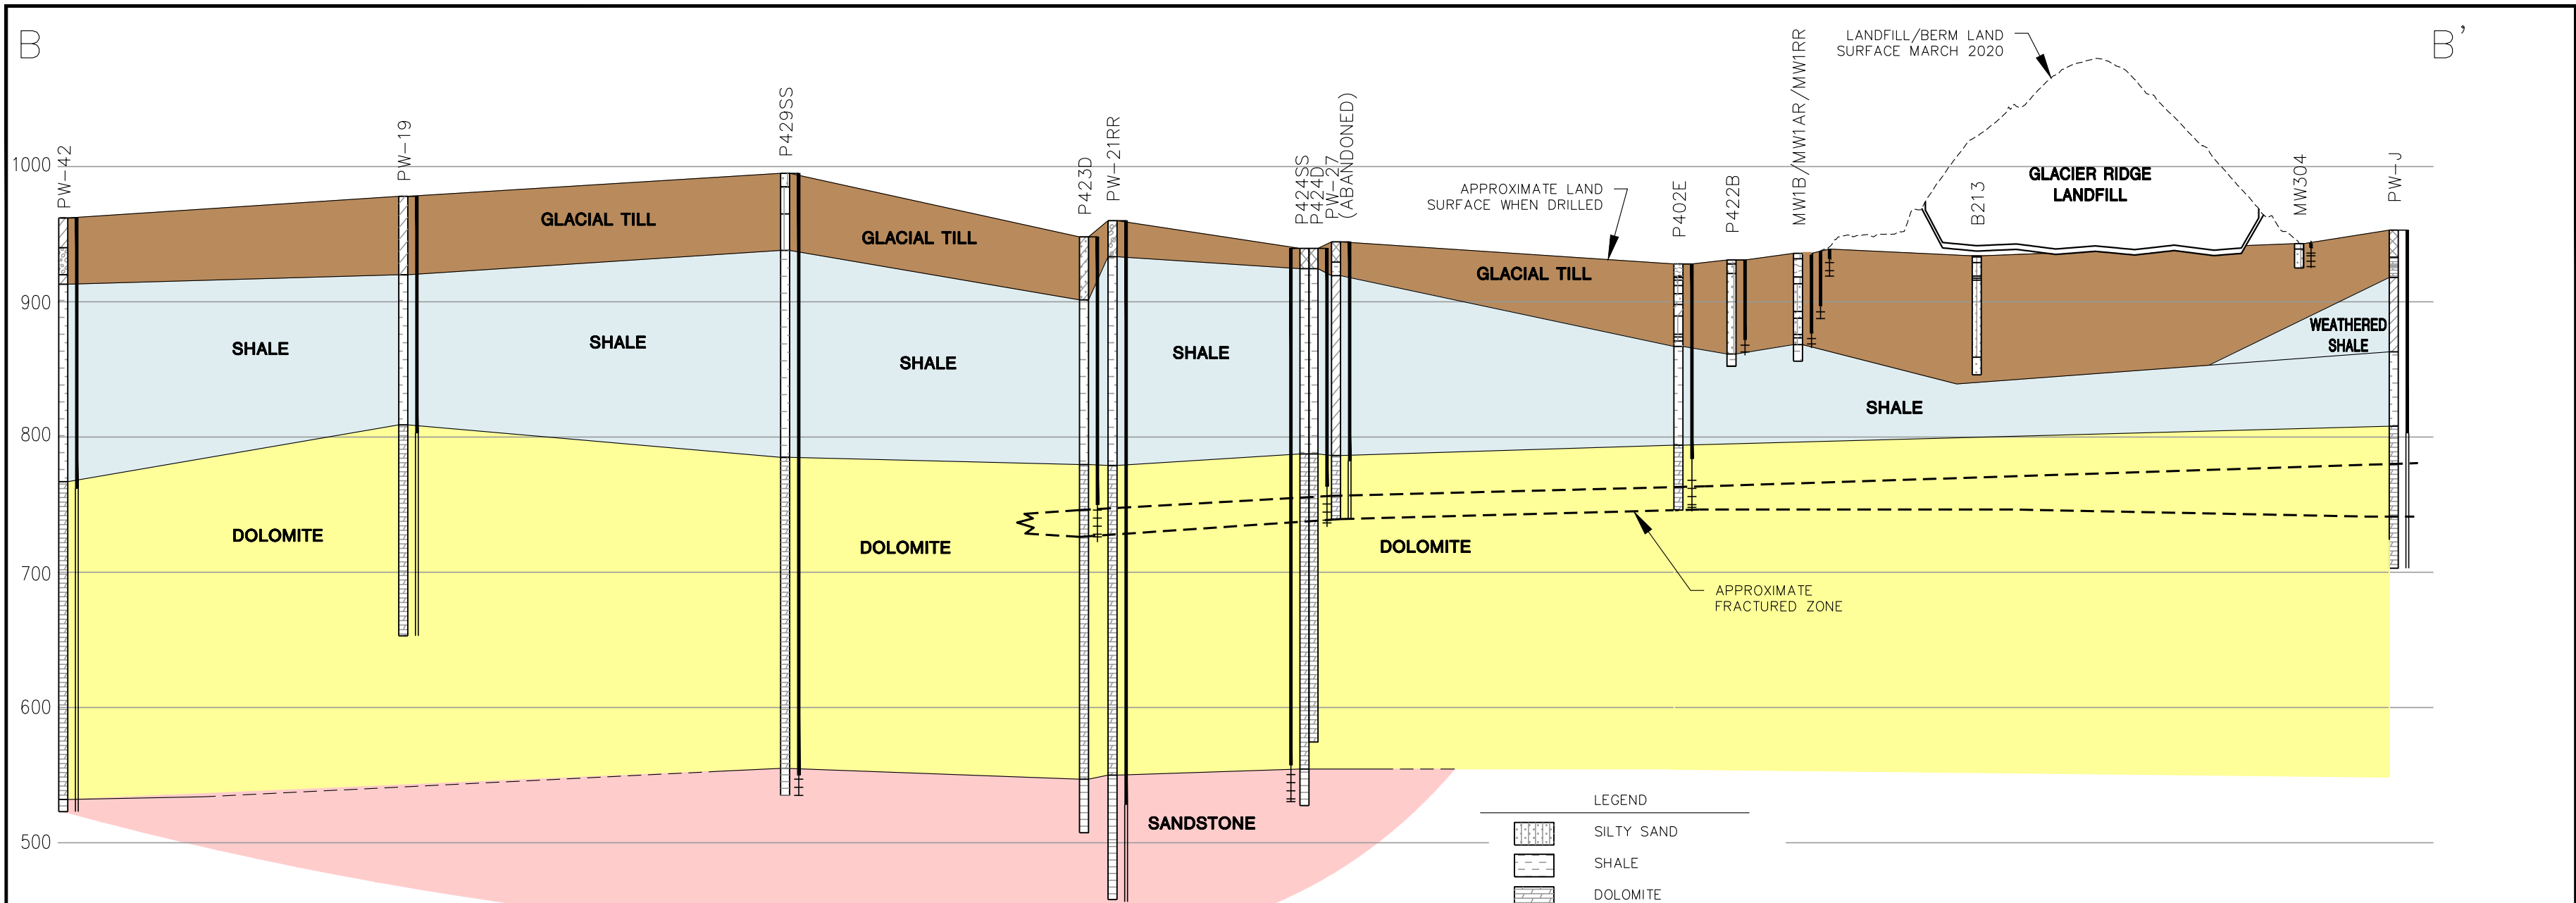 B
B'
LANDFILL/BERM LAND
SURFACE MARCH 2020
PW-42
PW-19
P429SS
P423D
PW-21RR
P424SS
P424D
PW-27
(ABANDONED)
P402E
P422B
MW1B/MW1AR/MW1RR
B213
MW304
PW-J
1000
900
800
700
600
500
GLACIER RIDGE
LANDFILL
APPROXIMATE LAND
SURFACE WHEN DRILLED
GLACIAL TILL
GLACIAL TILL
GLACIAL TILL
WEATHERED
SHALE
SHALE
SHALE
SHALE
SHALE
SHALE
DOLOMITE
DOLOMITE
DOLOMITE
APPROXIMATE
FRACTURED ZONE
SANDSTONE
LEGEND
SILTY SAND
SHALE
DOLOMITE